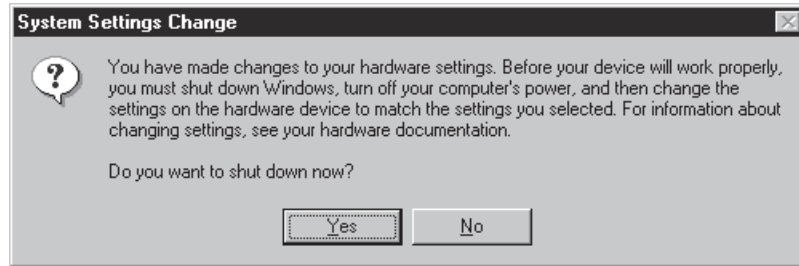 System Settings Change
You have made changes to your hardware settings. Before your device will work properly,
you must shut down Windows, turn off your computer's power, and then change the
settings on the hardware device to match the settings you selected. For information about
changing settings, see your hardware documentation.
Do you want to shut down now?
Yes No